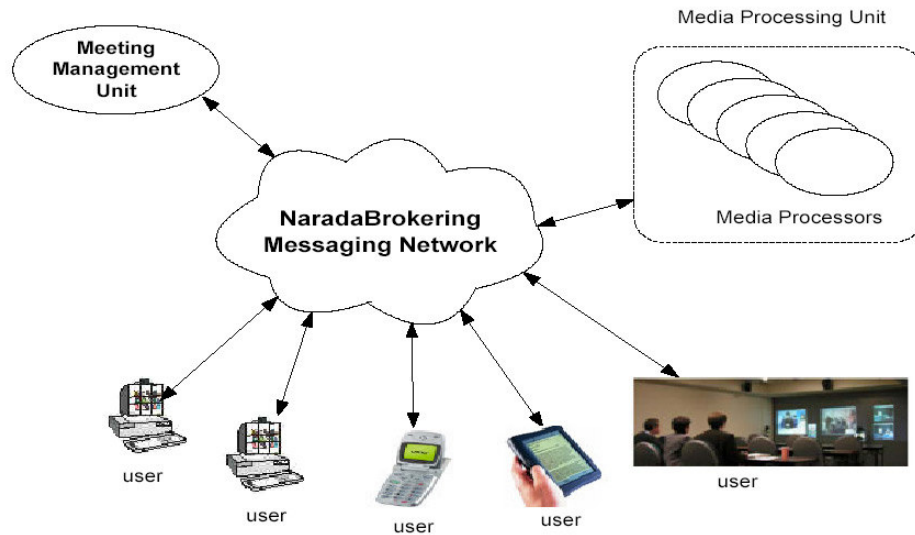 Media Processing Unit
Meeting
Management
Unit
Media Processors
NaradaBrokering
Messaging Network
user
user
user
user
user